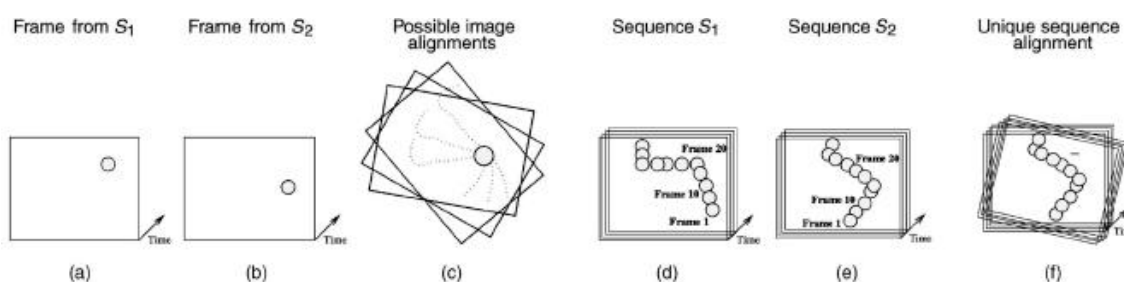 Frame from S1
Frame from S2
Possible image
alignments
Sequence S1
Sequence S2
Unique sequence
alignment
Time
(a)
Time
(b)
(c)
Frame 20
Frame 10
Frame 1
Time
(d)
Frame 20
Frame 10
Frame 1
Time
(e)
(f)